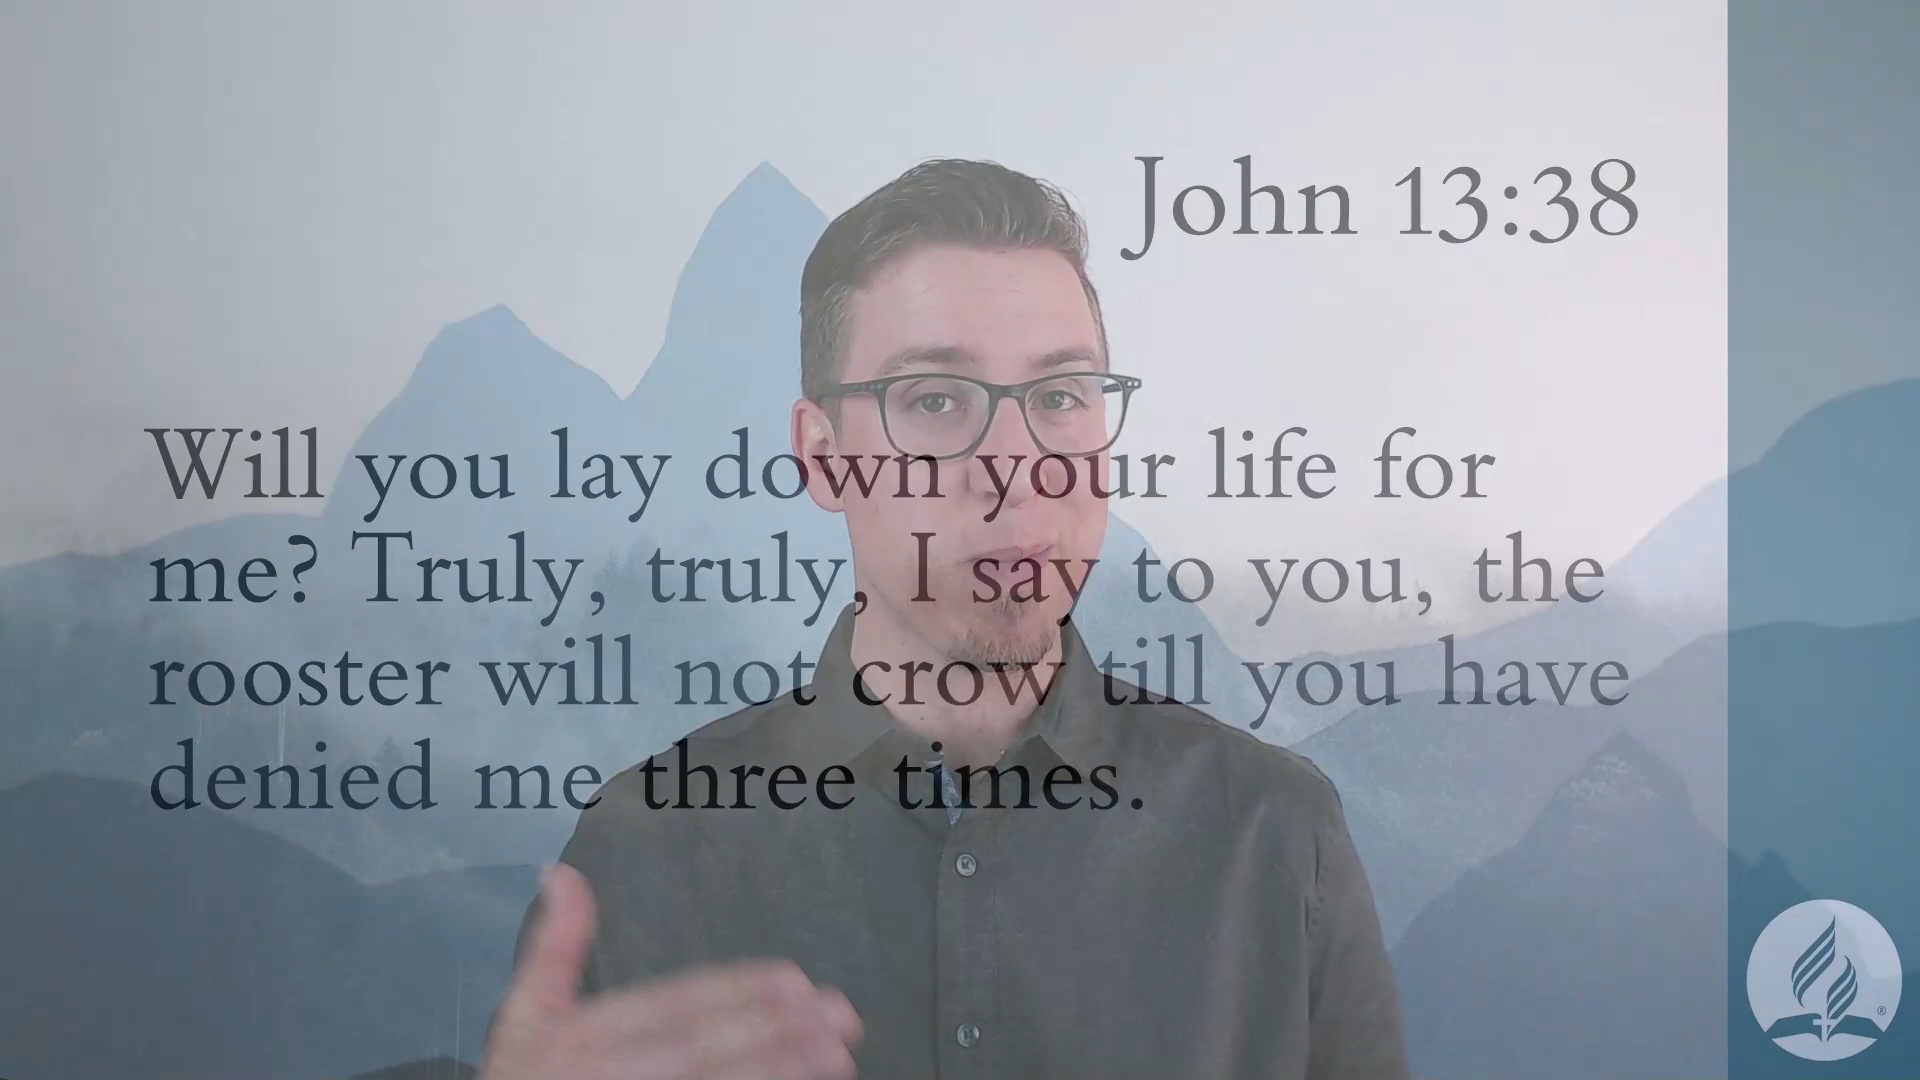 John 13:38
Will you lay down your life for
me? Truly, truly, I say to you, the
rooster will not crow till you have
denied me three times.
®